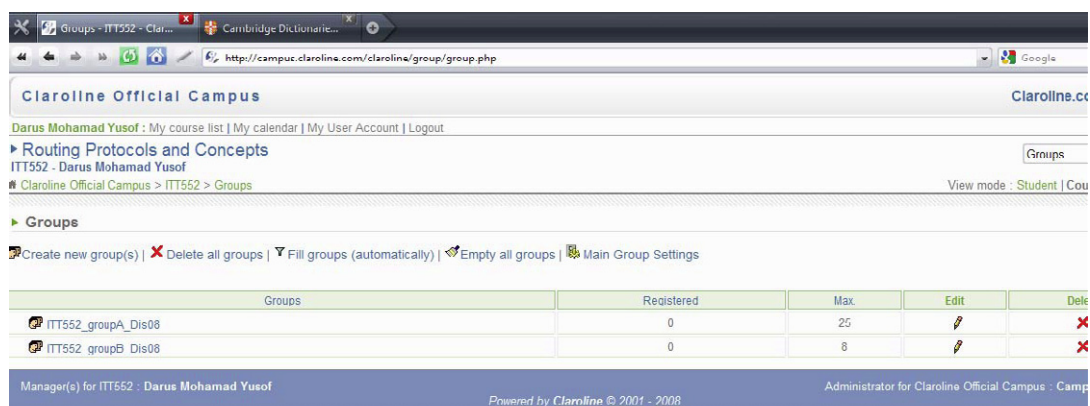 Groups - ITT552 - Clar... Cambridge Dictionarie...
http://campus.claroline.com/claroline/group/group.php Google
Claroline Official Campus Claroline.co
Darus Mohamad Yusof : My course list | My calendar | My User Account | Logout
Routing Protocols and Concepts Groups
ITT552 - Darus Mohamad Yusof
Claroline Official Campus > ITT552 > Groups View mode : Student | Cou
Groups
Create new group(s) | Delete all groups | Fill groups (automatically) | Empty all groups | Main Group Settings
Groups Registered Max. Edit Dele
ITT552_groupA_Dis08 0 25
ITT552_groupB_Dis08 0 8
Manager(s) for ITT552 : Darus Mohamad Yusof Administrator for Claroline Official Campus : Camp
Powered by Claroline © 2001 - 2008